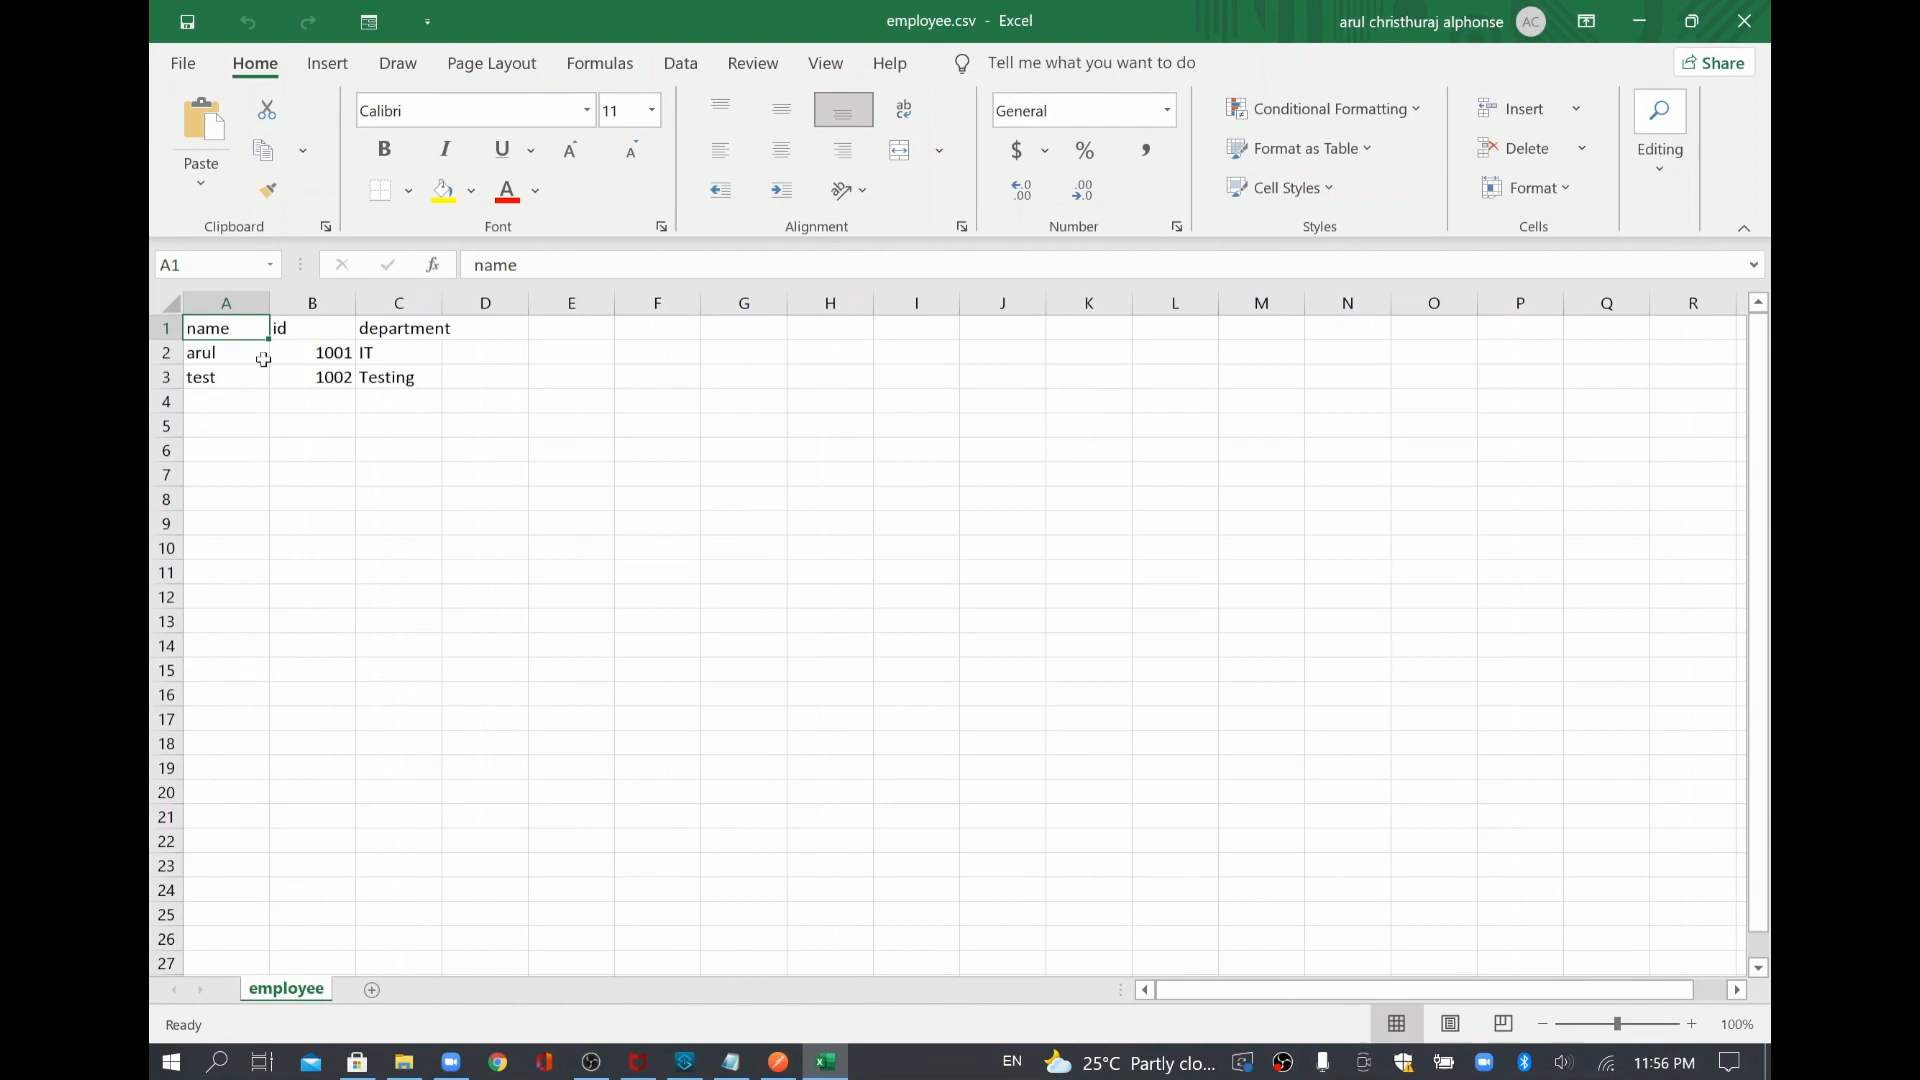 employee.csv - Excel
arul christhuraj alphonse AC
File Home Insert Draw Page Layout Formulas Data Review View Help Tell me what you want to do Share
Paste
Clipboard
Calibri 11
B I U A A
A
Font
ab
Alignment
General
$ % ,
.00 .00
Number
Conditional Formatting
Format as Table
Cell Styles
Styles
Insert
Delete
Format
Cells
Editing
A1 fx name
A B C D E F G H I J K L M N O P Q R
1 name id department
2 arul 1001 IT
3 test 1002 Testing
4
5
6
7
8
9
10
11
12
13
14
15
16
17
18
19
20
21
22
23
24
25
26
27
employee
Ready 100%
EN 25°C Partly clo... 11:56 PM